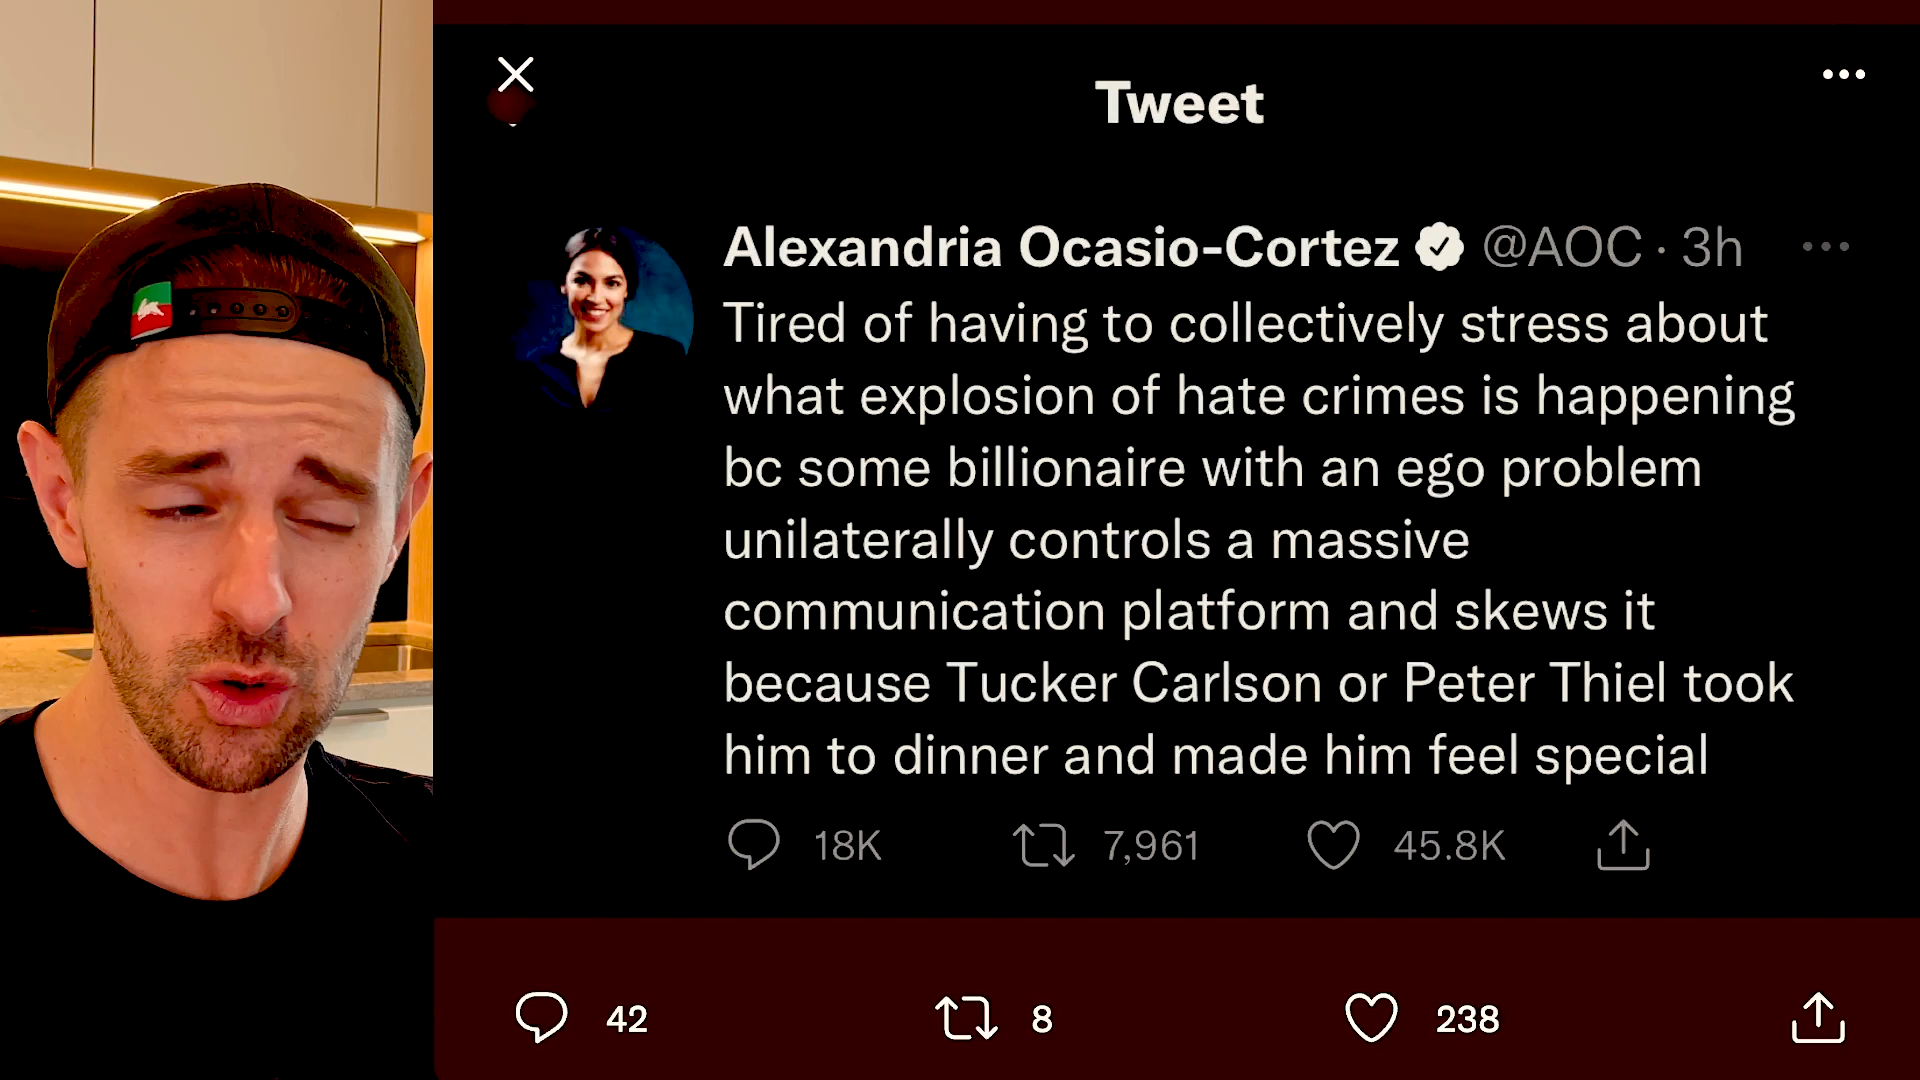 Tweet
Alexandria Ocasio-Cortez @AOC · 3h
Tired of having to collectively stress about
what explosion of hate crimes is happening
bc some billionaire with an ego problem
unilaterally controls a massive
communication platform and skews it
because Tucker Carlson or Peter Thiel took
him to dinner and made him feel special
18K 7,961 45.8K
42 8 238